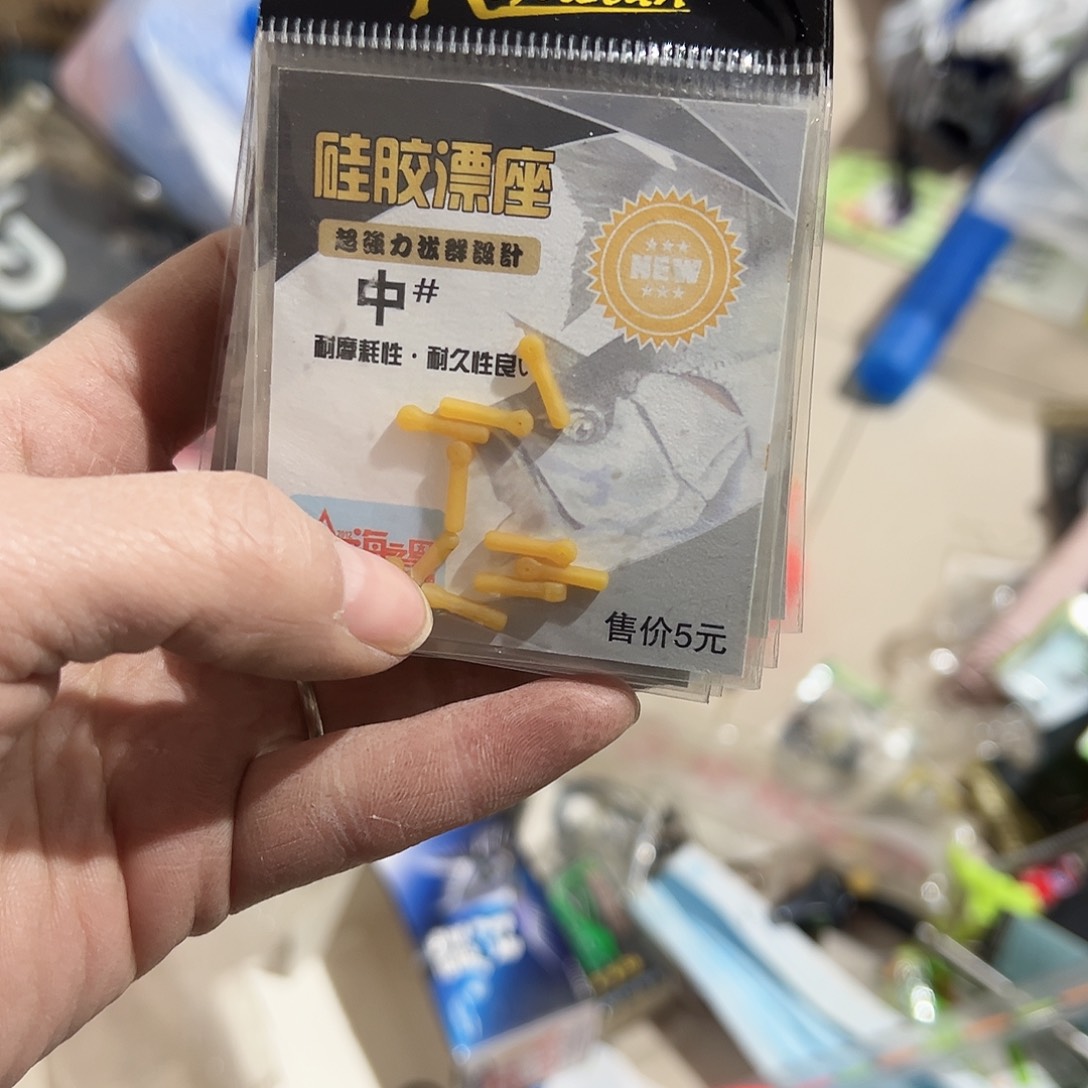 硅胶漂座
超強力拔群設計
中#
NEW
耐摩耗性·耐久性良い
售价5元